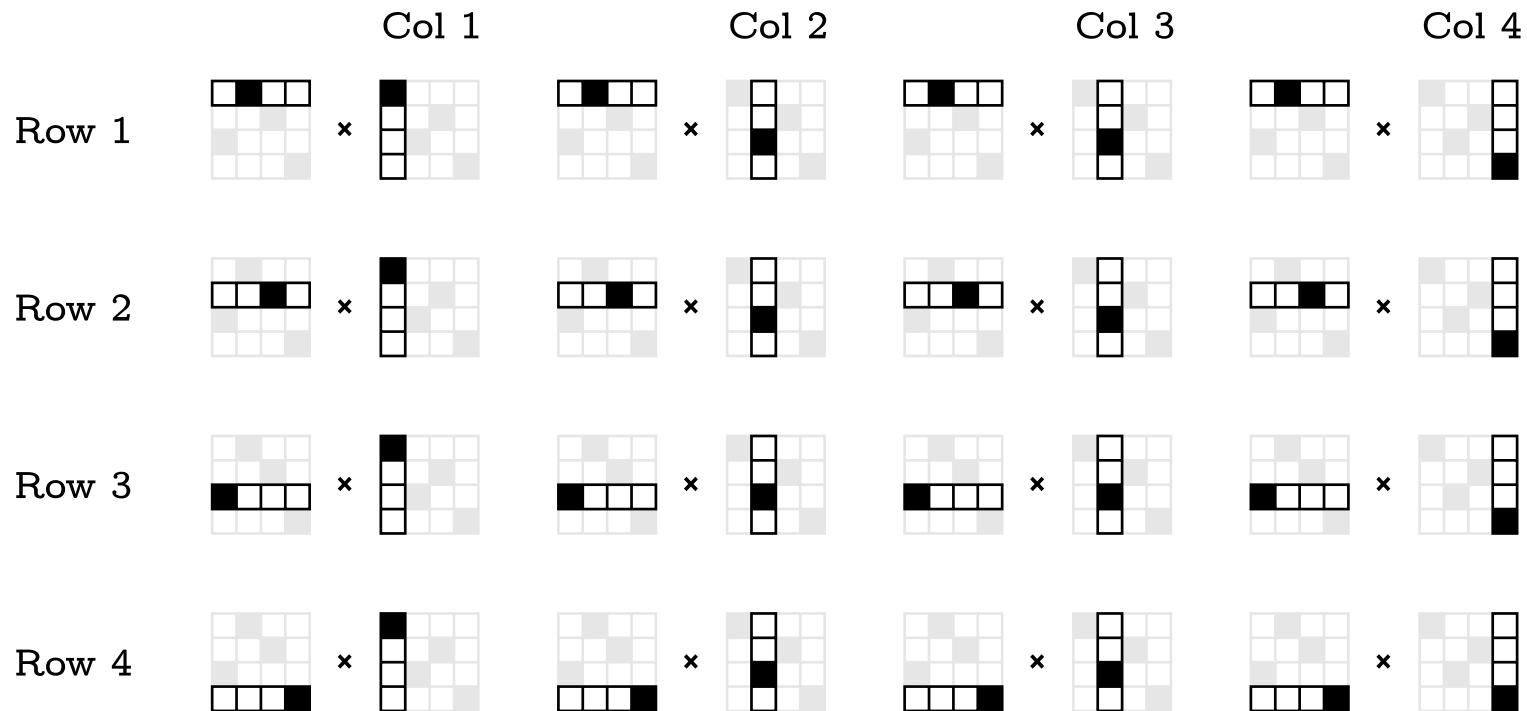 Col 1 Col 2 Col 3 Col 4
Row 1 × × × ×
Row 2 × × × ×
Row 3 × × × ×
Row 4 × × × ×